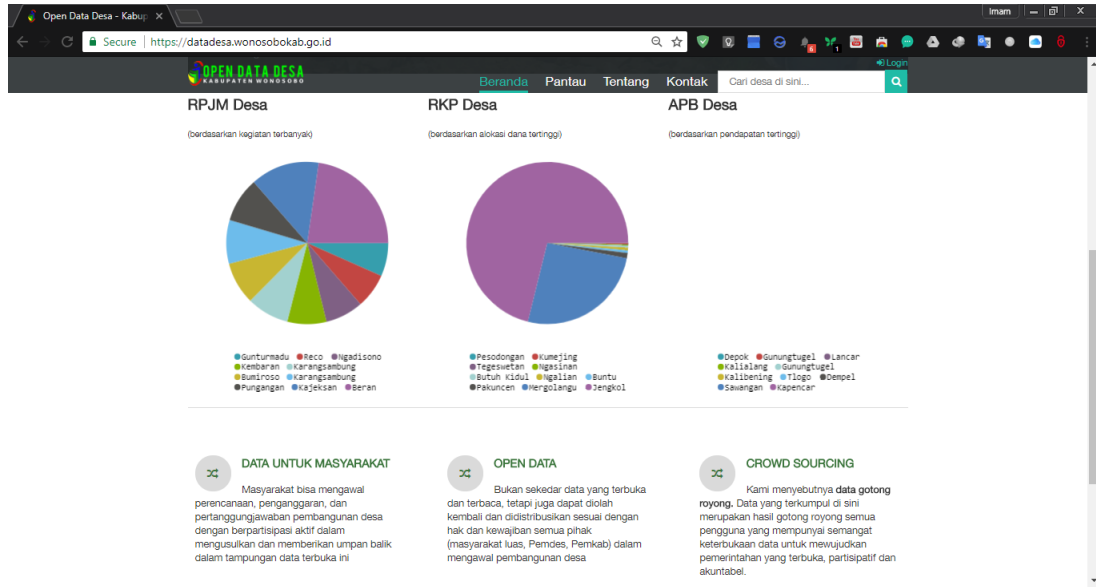 Open Data Desa - Kabup
Imam
Secure https://datadesa.wonosobokab.go.id
OPEN DATA DESA
KABUPATEN WONOSOBO
Login
Beranda Pantau Tentang Kontak Cari desa di sini...
RPJM Desa
(berdasarkan kegiatan terbanyak)
Gunturmadu Reco Ngadisono
Kembaran Karangsambung
Bumiroso Karangsambung
Pungangan Kajeksan Beran
RKP Desa
(berdasarkan alokasi dana tertinggi)
Pesodongan Kumejing
Tegeswetan Ngasinan
Butuh Kidul Ngalian Buntu
Pakuncen Mergolangu Jengkol
APB Desa
(berdasarkan pendapatan tertinggi)
Depok Gunungtugel Lancar
Kalialang Gunungtugel
Kalibening Tlogo Dempel
Sawangan Kapencar
DATA UNTUK MASYARAKAT
Masyarakat bisa mengawal
perencanaan, penganggaran, dan
pertanggungjawaban pembangunan desa
dengan berpartisipasi aktif dalam
mengusulkan dan memberikan umpan balik
dalam tampungan data terbuka ini
OPEN DATA
Bukan sekedar data yang terbuka
dan terbaca, tetapi juga dapat diolah
kembali dan didistribusikan sesuai dengan
hak dan kewajiban semua pihak
(masyarakat luas, Pemdes, Pemkab) dalam
mengawal pembangunan desa
CROWD SOURCING
Kami menyebutnya data gotong
royong. Data yang terkumpul di sini
merupakan hasil gotong royong semua
pengguna yang mempunyai semangat
keterbukaan data untuk mewujudkan
pemerintahan yang terbuka, partisipatif dan
akuntabel.